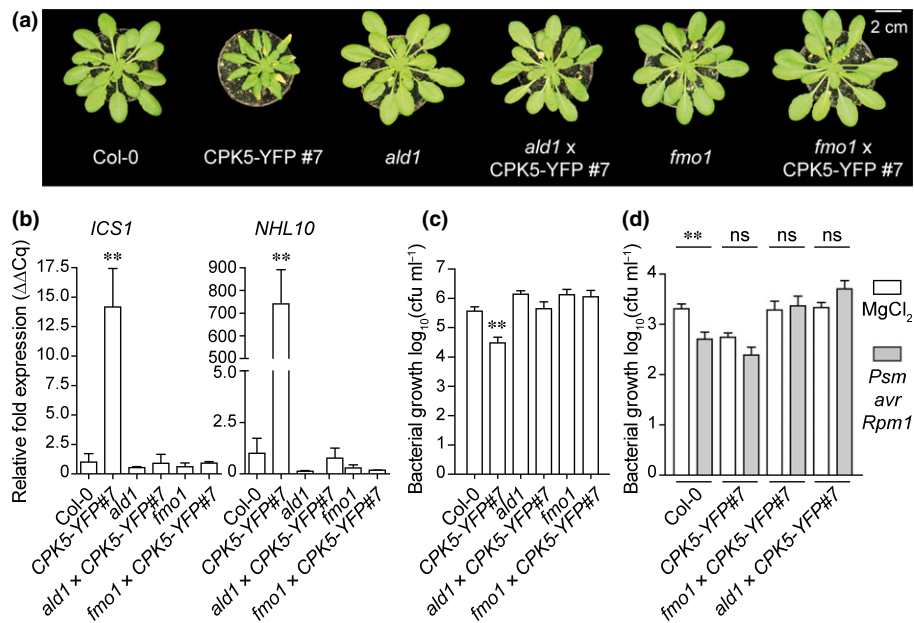 (a)
2 cm
Col-0
CPK5-YFP #7
ald1
ald1 x
CPK5-YFP #7
fmo1
fmo1 x
CPK5-YFP #7
(b)
ICS1
NHL10
Relative fold expression (ΔΔCq)
17.5
15.0
12.5
10.0
7.5
5.0
2.5
0
**
Col-0
CPK5-YFP#7
ald1
ald1 × CPK5-YFP#7
fmo1
fmo1 × CPK5-YFP#7
900
800
700
600
500
5.0
2.5
0
**
Col-0
CPK5-YFP#7
ald1
ald1 × CPK5-YFP#7
fmo1
fmo1 × CPK5-YFP#7
(c)
Bacterial growth log₁₀(cfu ml⁻¹)
7
6
5
4
3
2
1
0
**
Col-0
CPK5-YFP#7
ald1
ald1 × CPK5-YFP#7
fmo1
fmo1 × CPK5-YFP#7
(d)
Bacterial growth log₁₀(cfu ml⁻¹)
4
3
2
1
0
** ns ns ns
Col-0
CPK5-YFP#7
fmo1 × CPK5-YFP#7
ald1 × CPK5-YFP#7
MgCl₂
Psm
avr
Rpm1